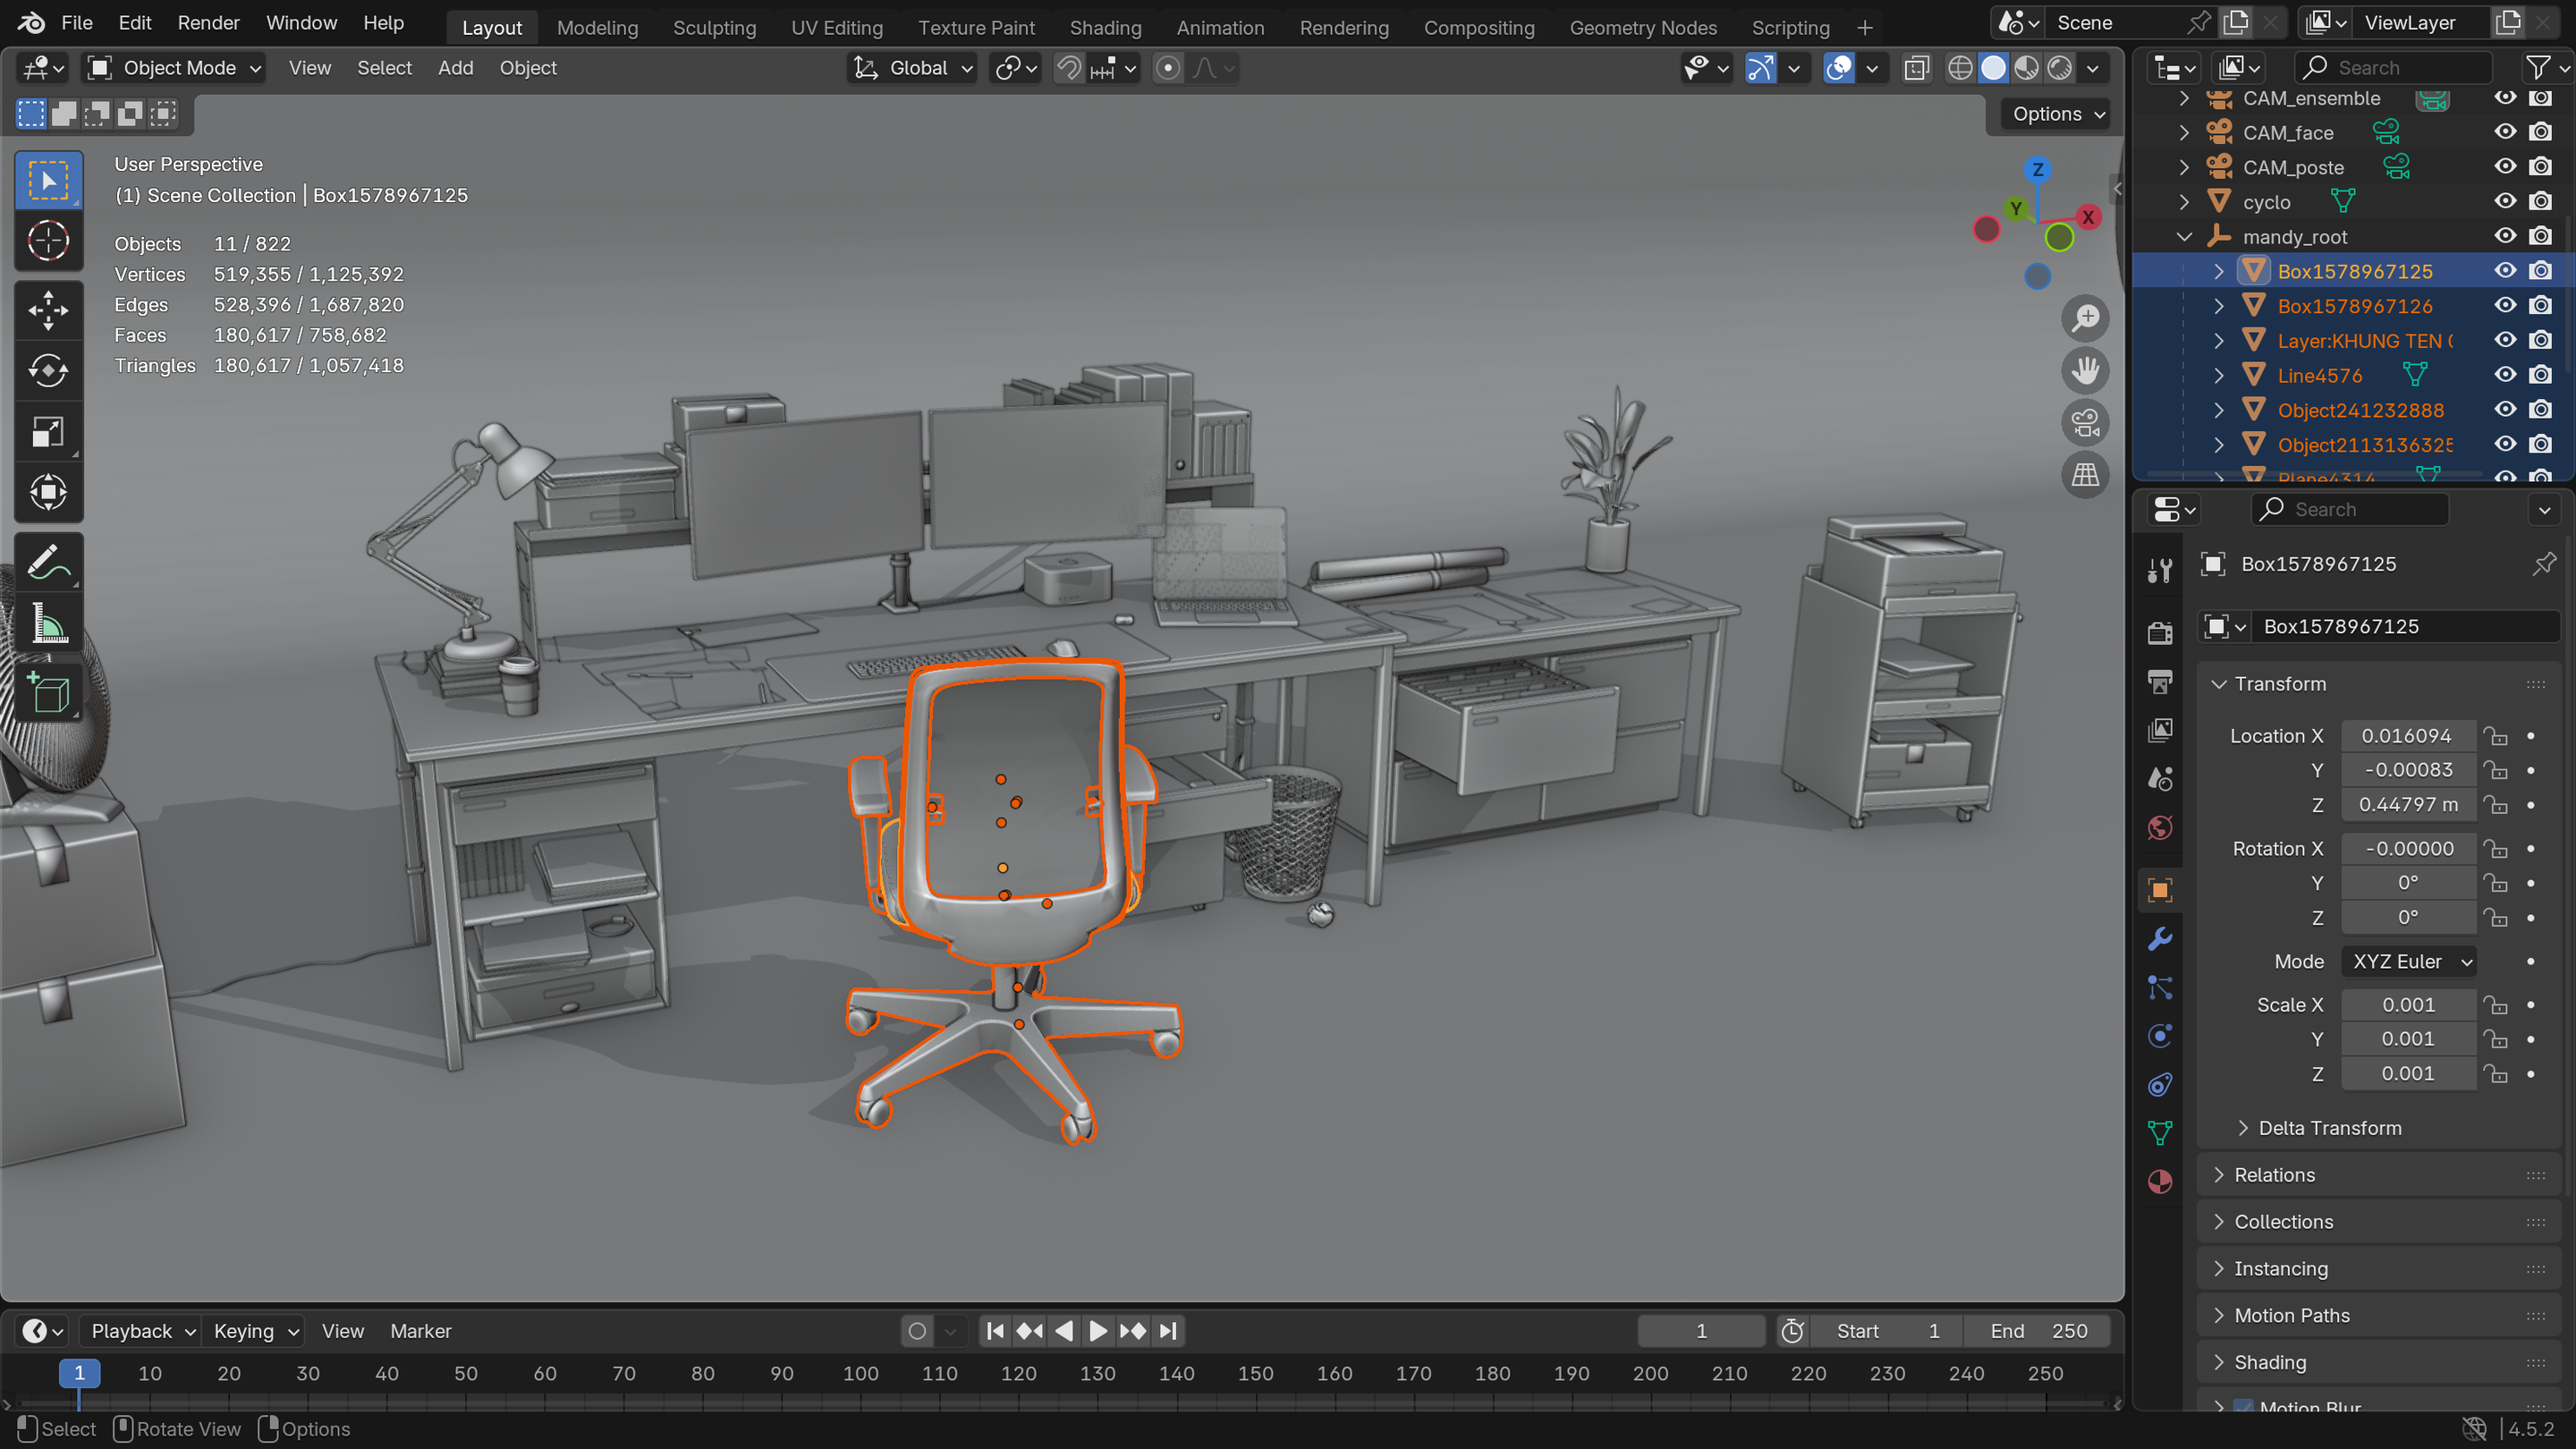 File Edit Render Window Help Layout Modeling Sculpting UV Editing Texture Paint Shading Animation Rendering Compositing Geometry Nodes Scripting + Scene ViewLayer
Object Mode View Select Add Object Global Search
Options
User Perspective
(1) Scene Collection | Box1578967125
Objects 11 / 822
Vertices 519,355 / 1,125,392
Edges 528,396 / 1,687,820
Faces 180,617 / 758,682
Triangles 180,617 / 1,057,418
Z
Y
X
CAM_ensemble
CAM_face
CAM_poste
cyclo
mandy_root
Box1578967125
Box1578967126
Layer:KHUNG TEN
Line4576
Object241232888
Object2113136325
Plane4314
Search
Box1578967125
Box1578967125
Transform
Location X 0.016094
Y -0.00083
Z 0.44797 m
Rotation X -0.00000
Y 0°
Z 0°
Mode XYZ Euler
Scale X 0.001
Y 0.001
Z 0.001
Delta Transform
Relations
Collections
Instancing
Motion Paths
Shading
Motion Blur
Playback Keying View Marker 1 Start 1 End 250
1 10 20 30 40 50 60 70 80 90 100 110 120 130 140 150 160 170 180 190 200 210 220 230 240 250
Select Rotate View Options 4.5.2